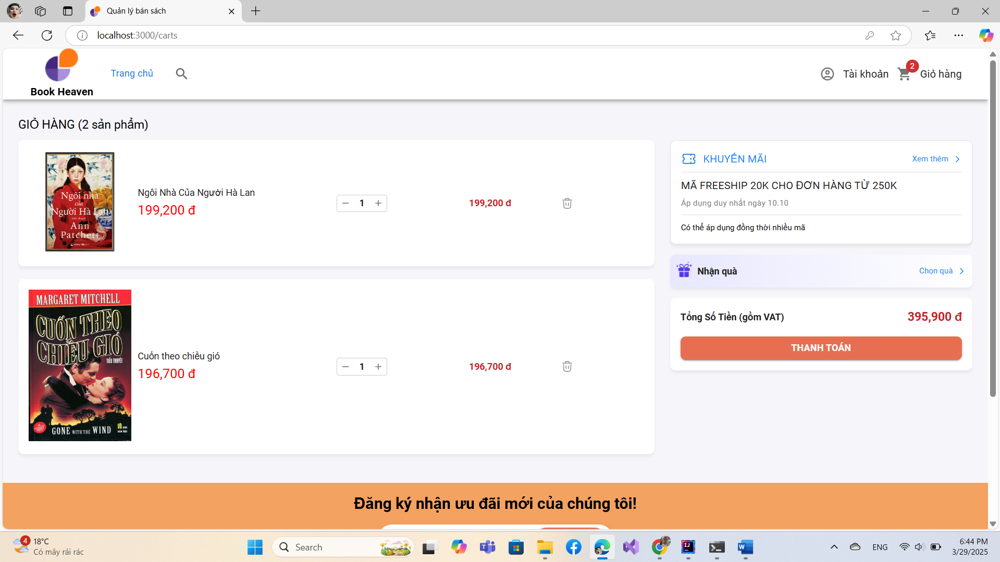 Quản lý bán sách
localhost:3000/carts
Book Heaven
Trang chủ
Tài khoản
2
Giỏ hàng
GIỎ HÀNG (2 sản phẩm)
Ngôi nhà
của
Người Hà Lan
Tiểu thuyết
Ann
Patchett
Ngôi Nhà Của Người Hà Lan
199,200 đ
1
199,200 đ
MARGARET MITCHELL
CUỐN THEO
CHIỀU GIÓ
TIỂU THUYẾT
GONE WITH THE WIND
Cuốn theo chiều gió
196,700 đ
1
196,700 đ
KHUYẾN MÃI
Xem thêm
MÃ FREESHIP 20K CHO ĐƠN HÀNG TỪ 250K
Áp dụng duy nhất ngày 10.10
Có thể áp dụng đồng thời nhiều mã
Nhận quà
Chọn quà
Tổng Số Tiền (gồm VAT)
395,900 đ
THANH TOÁN
Đăng ký nhận ưu đãi mới của chúng tôi!
4
18°C
Có mây rải rác
Search
ENG
6:44 PM
3/29/2025